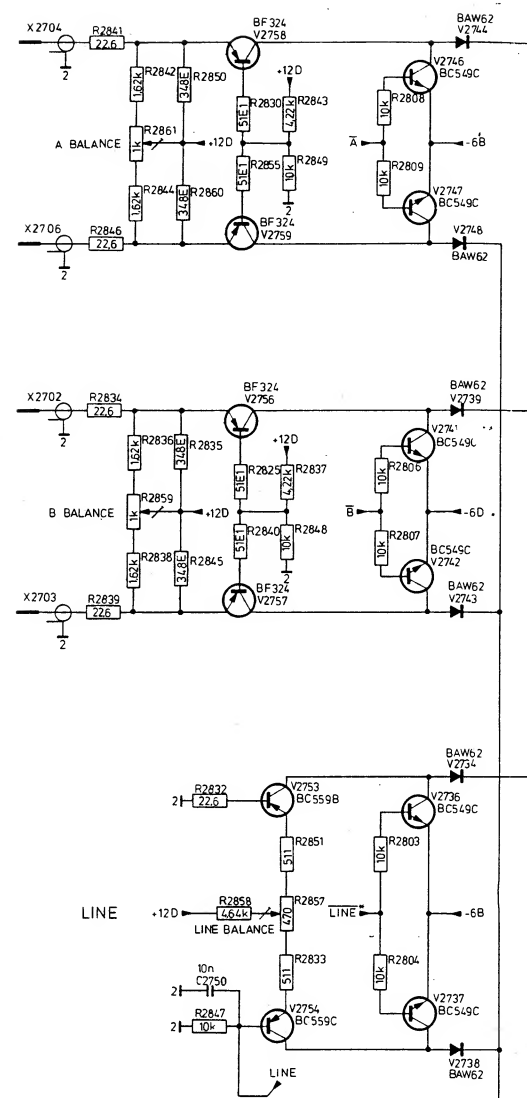 BAW62
V2744
X2704
R2841
22,6
2
BF324
V2758
R2842
1,62k
R2850
348E
R2830
51E1
+12D
R2843
4,22k
V2746
BC549C
R2808
10k
A BALANCE
R2861
1k
+12D
A
-6B
R2855
51E1
R2849
10k
2
R2809
10k
R2844
1,62k
R2860
348E
V2747
BC549C
X2706
R2846
22,6
2
BF324
V2759
V2748
BAW62
BAW62
V2739
X2702
R2834
22,6
2
BF324
V2756
R2836
1,62k
R2835
348E
R2825
51E1
+12D
R2837
4,22k
V2741
BC549C
R2806
10k
B BALANCE
R2859
1k
+12D
B
-6D
R2840
51E1
R2848
10k
2
R2807
10k
R2838
1,62k
R2845
348E
BC549C
V2742
X2703
R2839
22,6
2
BF324
V2757
BAW62
V2743
BAW62
V2734
R2832
2
22,6
V2753
BC559B
V2736
BC549C
R2851
511
R2803
10k
LINE
+12D
R2858
4,64k
LINE BALANCE
R2857
470
LINE*
-6B
R2833
511
R2804
10k
10n
C2750
2
R2847
2
10k
V2754
BC559C
V2737
BC549C
LINE
V2738
BAW62